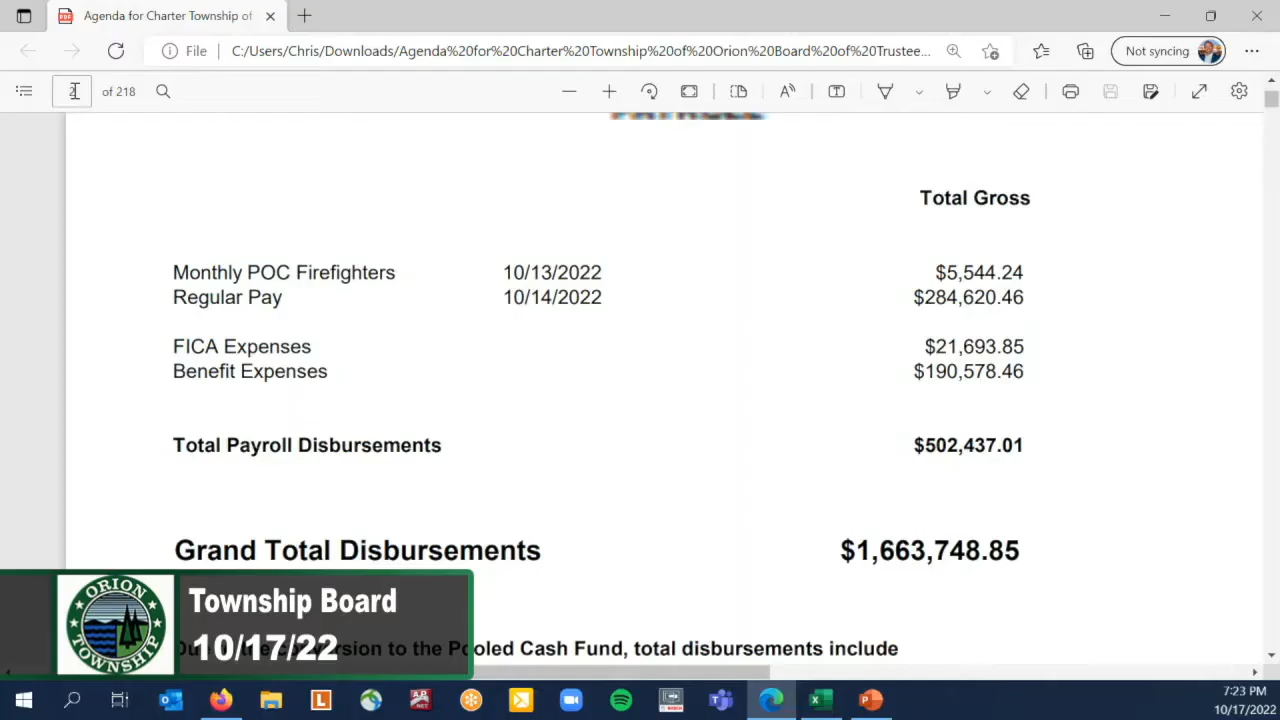 Agenda for Charter Township of
File
C:/Users/Chris/Downloads/Agenda%20for%20Charter%20Township%20of%20Orion%20Board%20of%20Trustee...
Not syncing
of 218
PAYROLL
Total Gross
Monthly POC Firefighters 10/13/2022 $5,544.24
Regular Pay 10/14/2022 $284,620.46
FICA Expenses $21,693.85
Benefit Expenses $190,578.46
Total Payroll Disbursements $502,437.01
Grand Total Disbursements $1,663,748.85
to the Pooled Cash Fund, total disbursements include
ORION
TOWNSHIP
Township Board
10/17/22
7:23 PM
10/17/2022